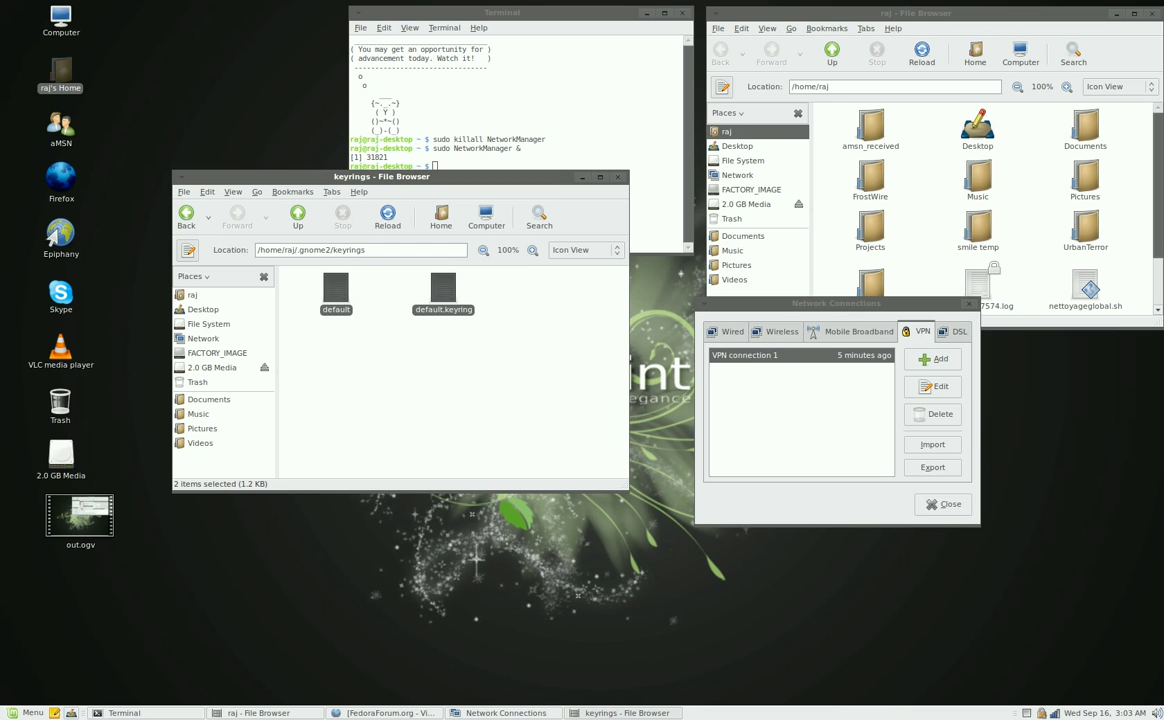 Computer
raj's Home
aMSN
Firefox
Epiphany
Skype
VLC media player
Trash
2.0 GB Media
out.ogv
Terminal
File Edit View Terminal Help
( You may get an opportunity for )
( advancement today. Watch it! )
--------------------------------
o
o
___
{~._.~}
( Y )
()~*~()
(_)-(_)
raj@raj-desktop ~ $ sudo killall NetworkManager
raj@raj-desktop ~ $ sudo NetworkManager &
[1] 31821
raj@raj-desktop ~ $
raj - File Browser
File Edit View Go Bookmarks Tabs Help
Back Forward Up Stop Reload Home Computer Search
Location: /home/raj 100% Icon View
Places
raj
Desktop
File System
Network
FACTORY_IMAGE
2.0 GB Media
Trash
Documents
Music
Pictures
Videos
amsn_received Desktop Documents
FrostWire Music Pictures
Projects smile temp UrbanTerror
7574.log nettoyageglobal.sh
keyrings - File Browser
File Edit View Go Bookmarks Tabs Help
Back Forward Up Stop Reload Home Computer Search
Location: /home/raj/.gnome2/keyrings 100% Icon View
Places
raj
Desktop
File System
Network
FACTORY_IMAGE
2.0 GB Media
Trash
Documents
Music
Pictures
Videos
default default.keyring
2 items selected (1.2 KB)
int
egance
Network Connections
Wired Wireless Mobile Broadband VPN DSL
VPN connection 1 5 minutes ago
Add
Edit
Delete
Import
Export
Close
Menu Terminal raj - File Browser [FedoraForum.org - Vi... Network Connections keyrings - File Browser Wed Sep 16, 3:03 AM